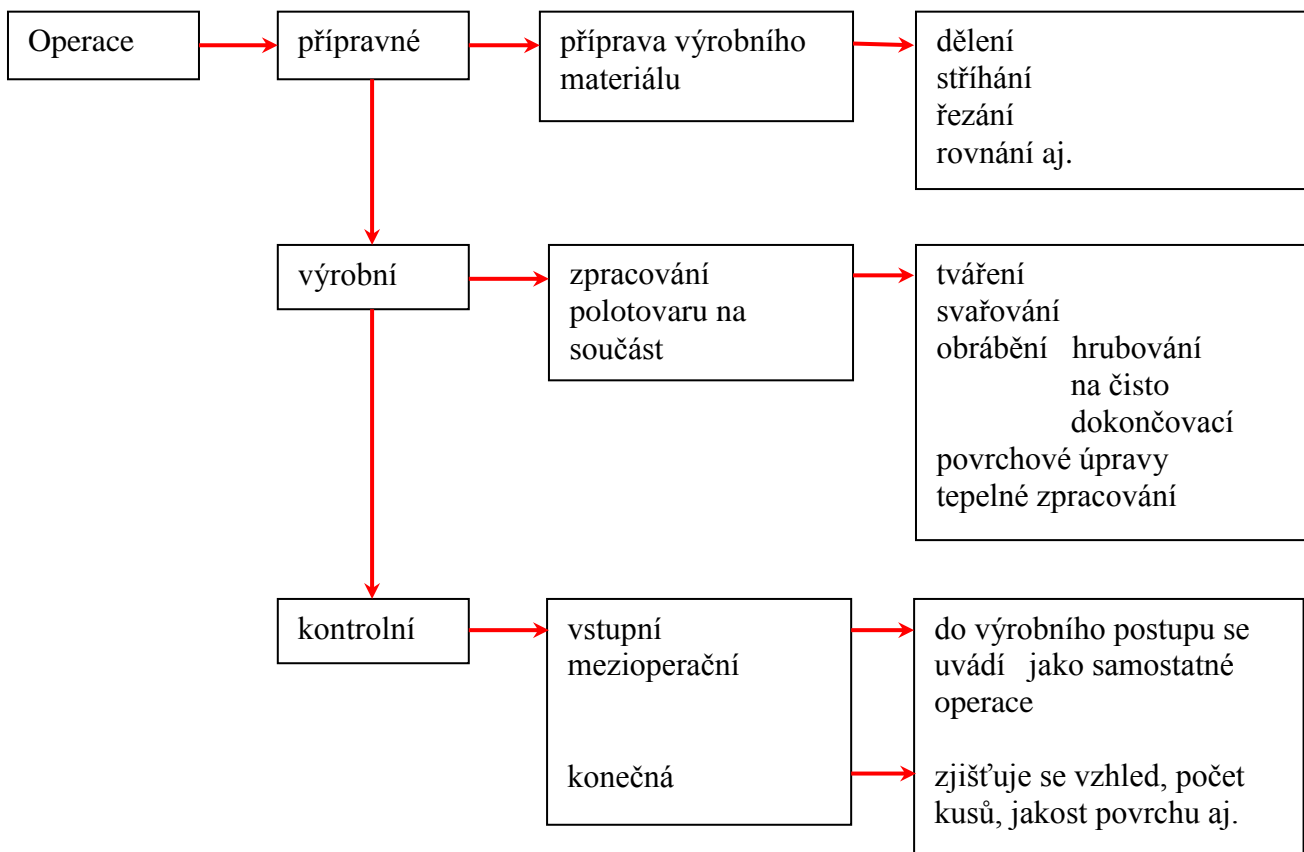 Operace
přípravné
příprava výrobního
materiálu
dělení
stříhání
řezání
rovnání aj.
výrobní
zpracování
polotovaru na
součást
tváření
svařování
obrábění hrubování
na čisto
dokončovací
povrchové úpravy
tepelné zpracování
kontrolní
vstupní
mezioperační
konečná
do výrobního postupu se
uvádí jako samostatné
operace
zjišťuje se vzhled, počet
kusů, jakost povrchu aj.